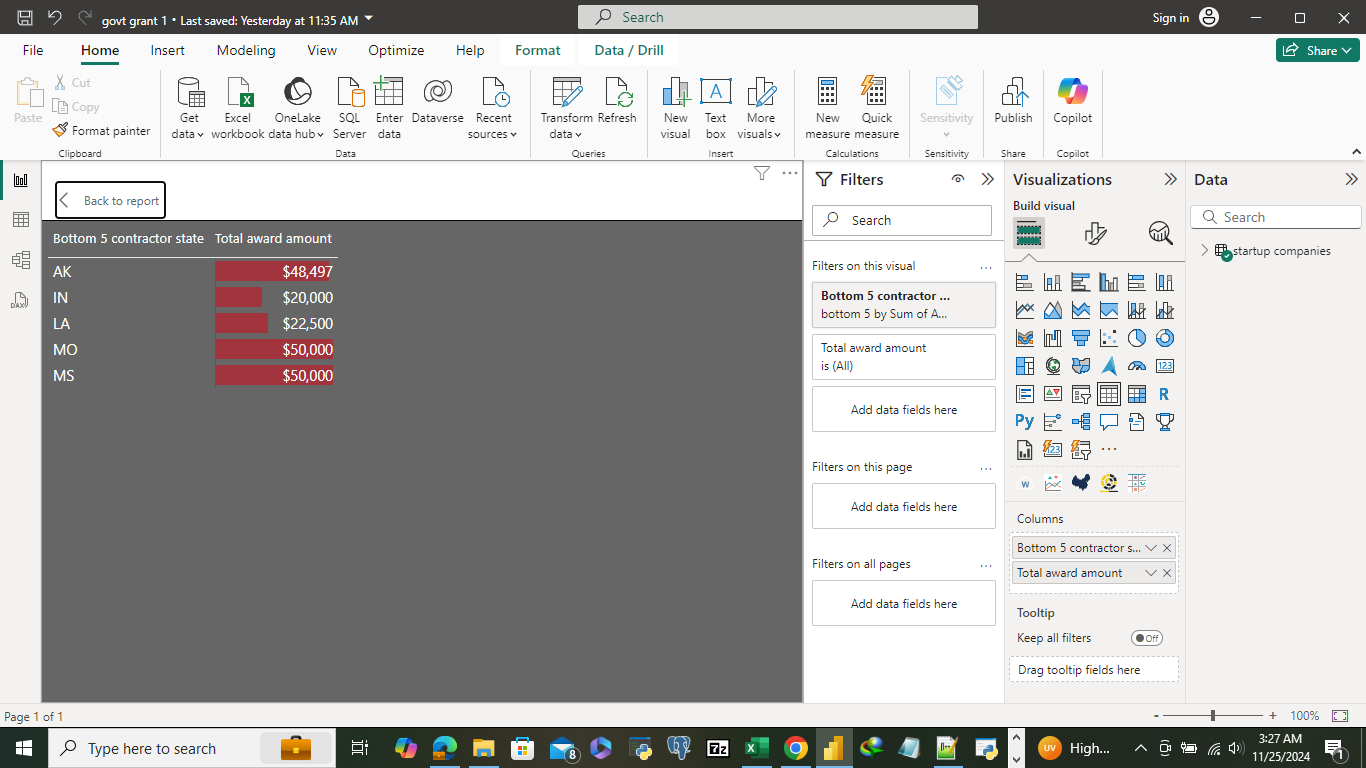 govt grant 1 • Last saved: Yesterday at 11:35 AM
Search
Sign in
File Home Insert Modeling View Optimize Help Format Data / Drill
Share
Paste
Cut
Copy
Format painter
Clipboard
Get data
Excel workbook
OneLake data hub
SQL Server
Enter data
Dataverse
Recent sources
Data
Transform data
Refresh
Queries
New visual
Text box
More visuals
Insert
New measure
Quick measure
Calculations
Sensitivity
Sensitivity
Publish
Share
Copilot
Copilot
Back to report
Bottom 5 contractor state Total award amount
AK $48,497
IN $20,000
LA $22,500
MO $50,000
MS $50,000
Filters
Search
Filters on this visual
Bottom 5 contractor ...
bottom 5 by Sum of A...
Total award amount
is (All)
Add data fields here
Filters on this page
Add data fields here
Filters on all pages
Add data fields here
Visualizations
Build visual
123
R
Py
123
W
Columns
Bottom 5 contractor s...
Total award amount
Tooltip
Keep all filters
Off
Drag tooltip fields here
Data
Search
startup companies
DAX
Page 1 of 1
- + 100%
Type here to search
8
7z
UV
High...
3:27 AM
11/25/2024
1